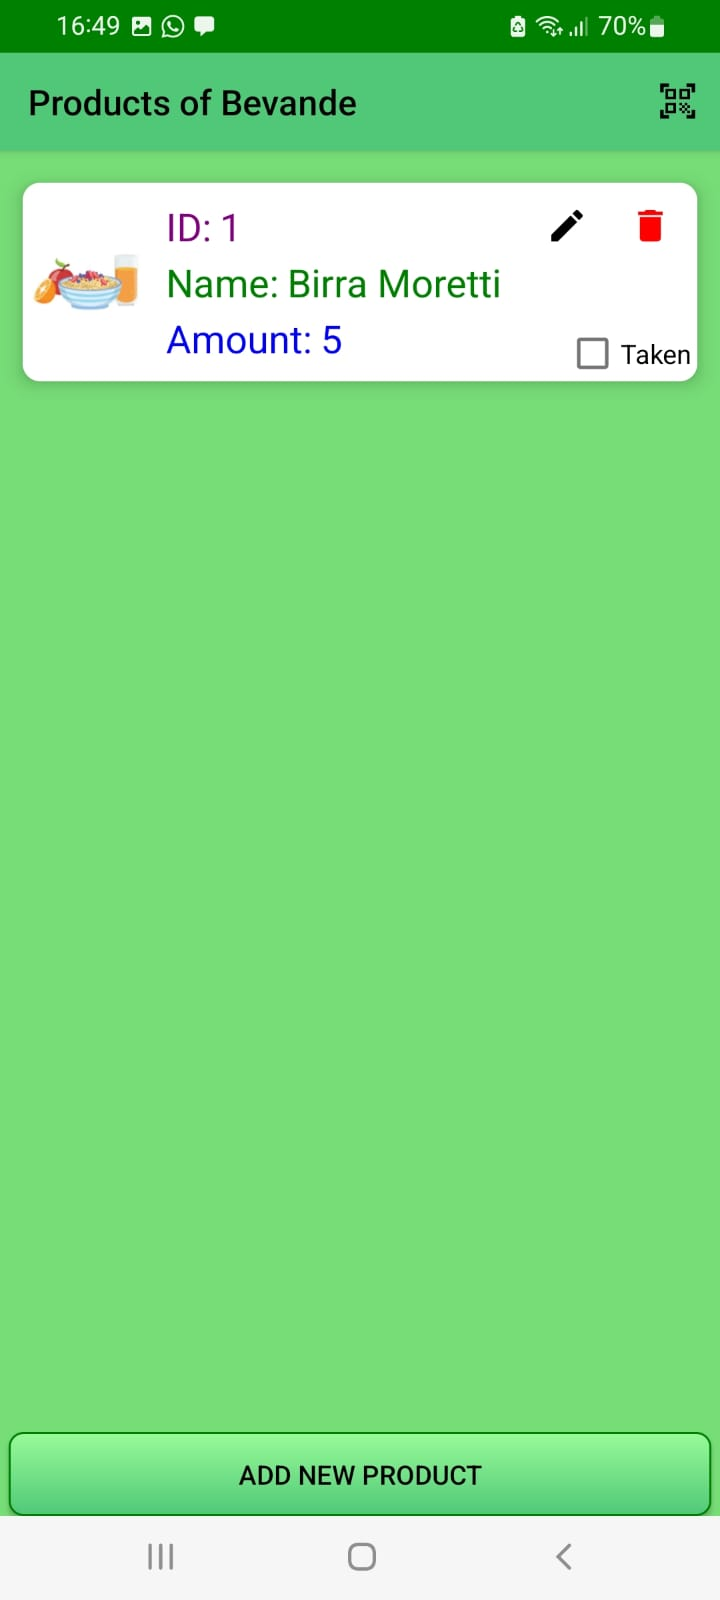 16:49 70%
Products of Bevande
ID: 1
Name: Birra Moretti
Amount: 5
Taken
ADD NEW PRODUCT